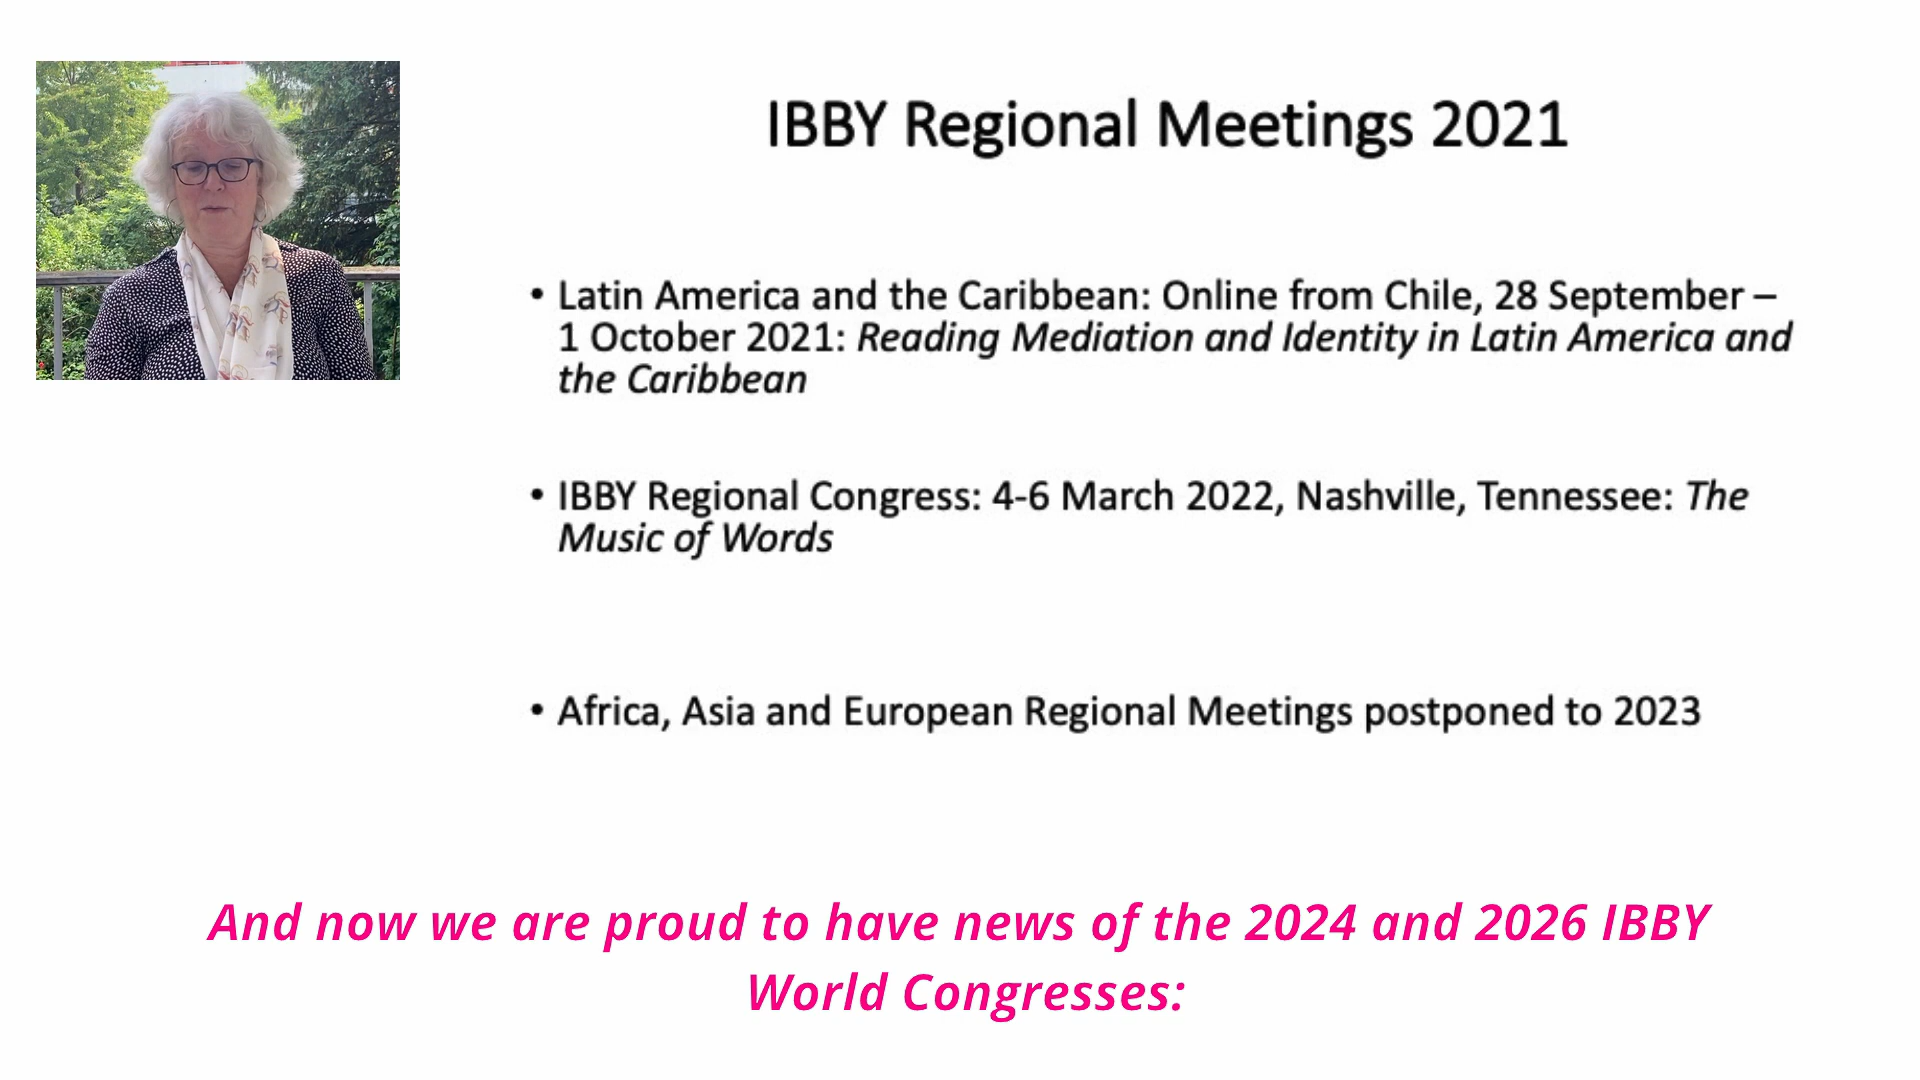 IBBY Regional Meetings 2021
• Latin America and the Caribbean: Online from Chile, 28 September –
1 October 2021: Reading Mediation and Identity in Latin America and
the Caribbean
• IBBY Regional Congress: 4-6 March 2022, Nashville, Tennessee: The
Music of Words
• Africa, Asia and European Regional Meetings postponed to 2023
And now we are proud to have news of the 2024 and 2026 IBBY
World Congresses: